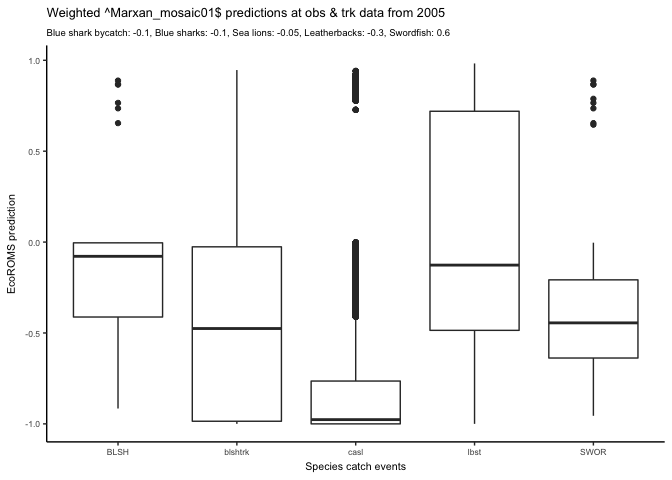 Weighted ^Marxan_mosaic01$ predictions at obs & trk data from 2005
Blue shark bycatch: -0.1, Blue sharks: -0.1, Sea lions: -0.05, Leatherbacks: -0.3, Swordfish: 0.6
1.0
0.5
0.0
-0.5
-1.0
EcoROMS prediction
BLSH blshtrk casl lbst SWOR
Species catch events